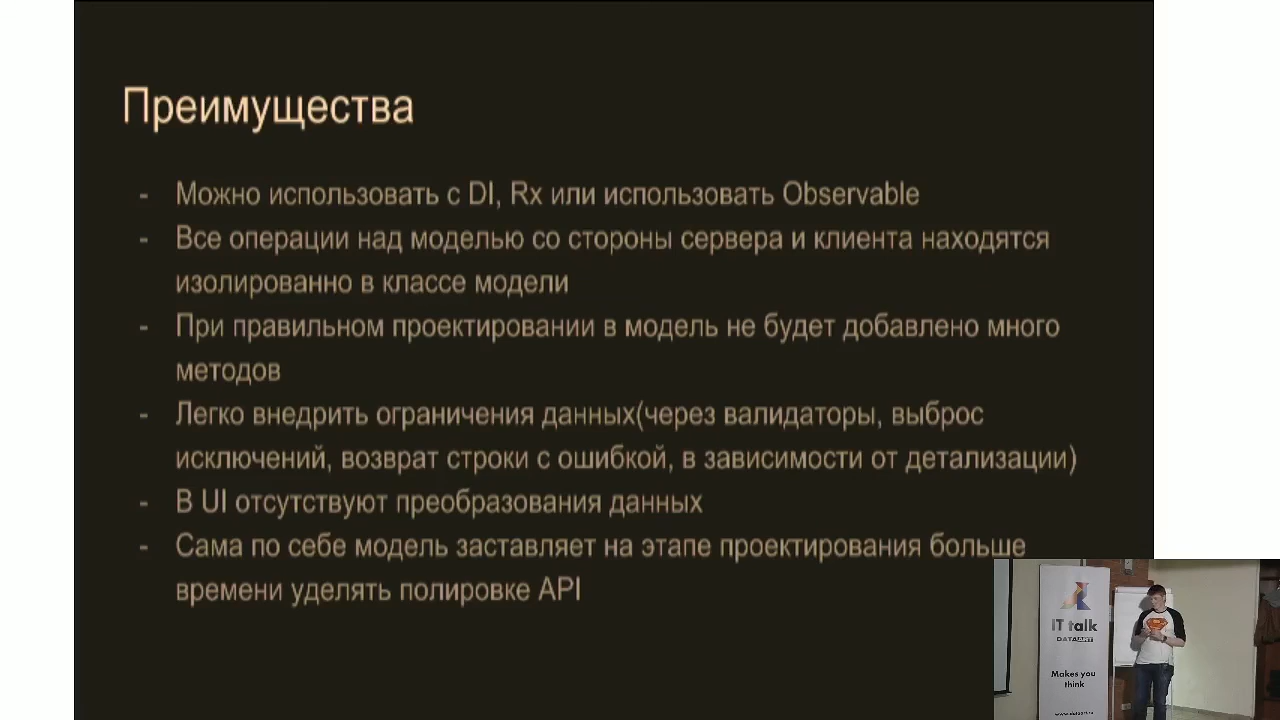 Преимущества
- Можно использовать с DI, Rx или использовать Observable
- Все операции над моделью со стороны сервера и клиента находятся
изолированно в классе модели
- При правильном проектировании в модель не будет добавлено много
методов
- Легко внедрить ограничения данных(через валидаторы, выброс
исключений, возврат строки с ошибкой, в зависимости от детализации)
- В UI отсутствуют преобразования данных
- Сама по себе модель заставляет на этапе проектирования больше
времени уделять полировке API
IT talk
DATAART
Makes you
think